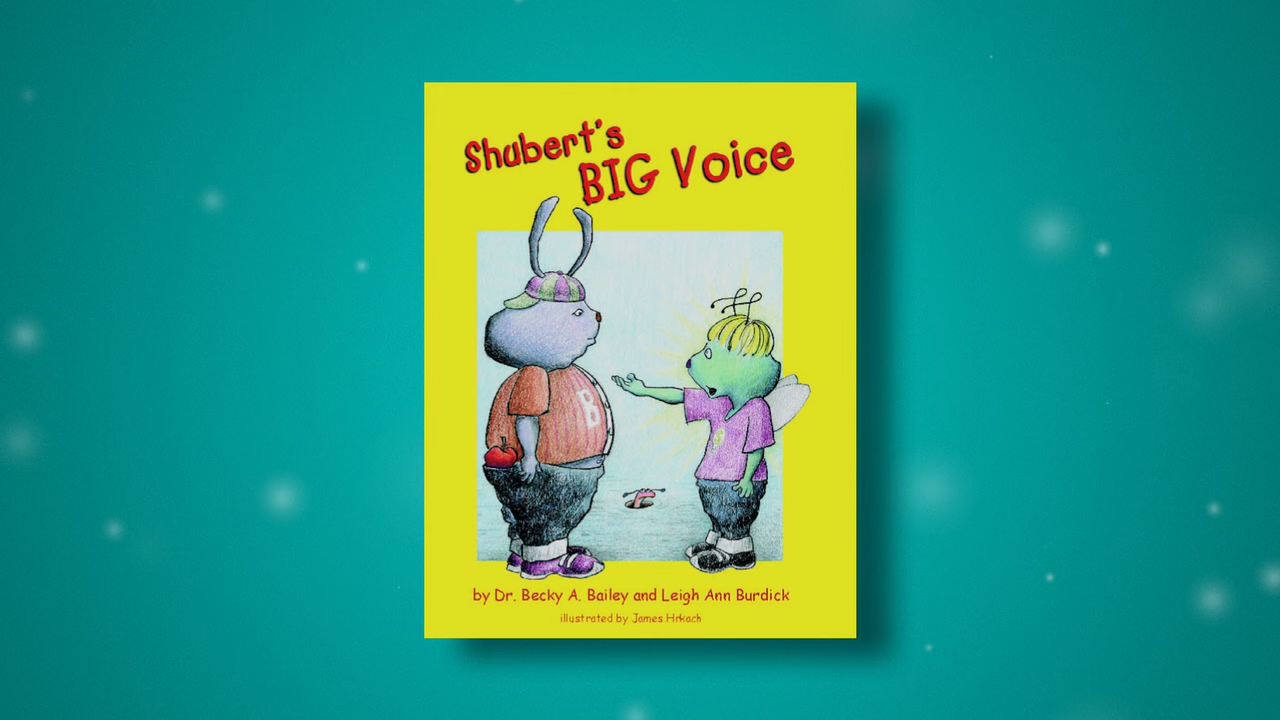 Shubert's
BIG Voice
B
by Dr. Becky A. Bailey and Leigh Ann Burdick
illustrated by James Hrkach